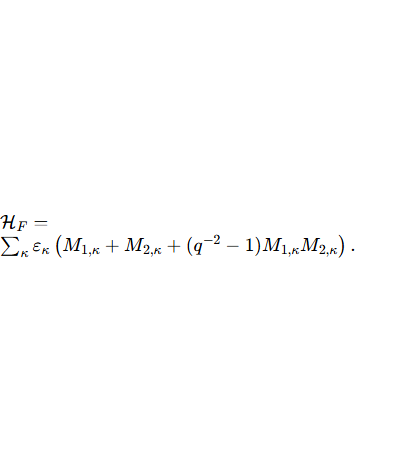 𝓗_F =
∑_κ ε_κ (M_{1,κ} + M_{2,κ} + (q^{−2} − 1)M_{1,κ}M_{2,κ}) .